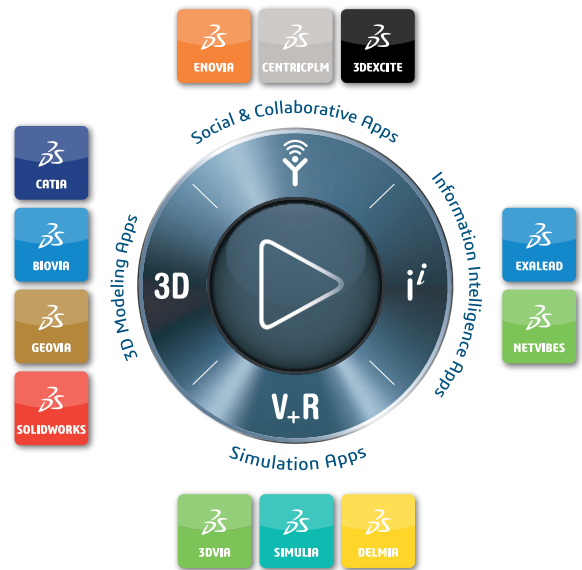 ENOVIA
CENTRICPLM
3DEXCITE
Social & Collaborative Apps
CATIA
BIOVIA
GEOVIA
SOLIDWORKS
3D Modeling Apps
3D
i i
Information Intelligence Apps
EXALEAD
NETVIBES
V+R
Simulation Apps
3DVIA
SIMULIA
DELMIA